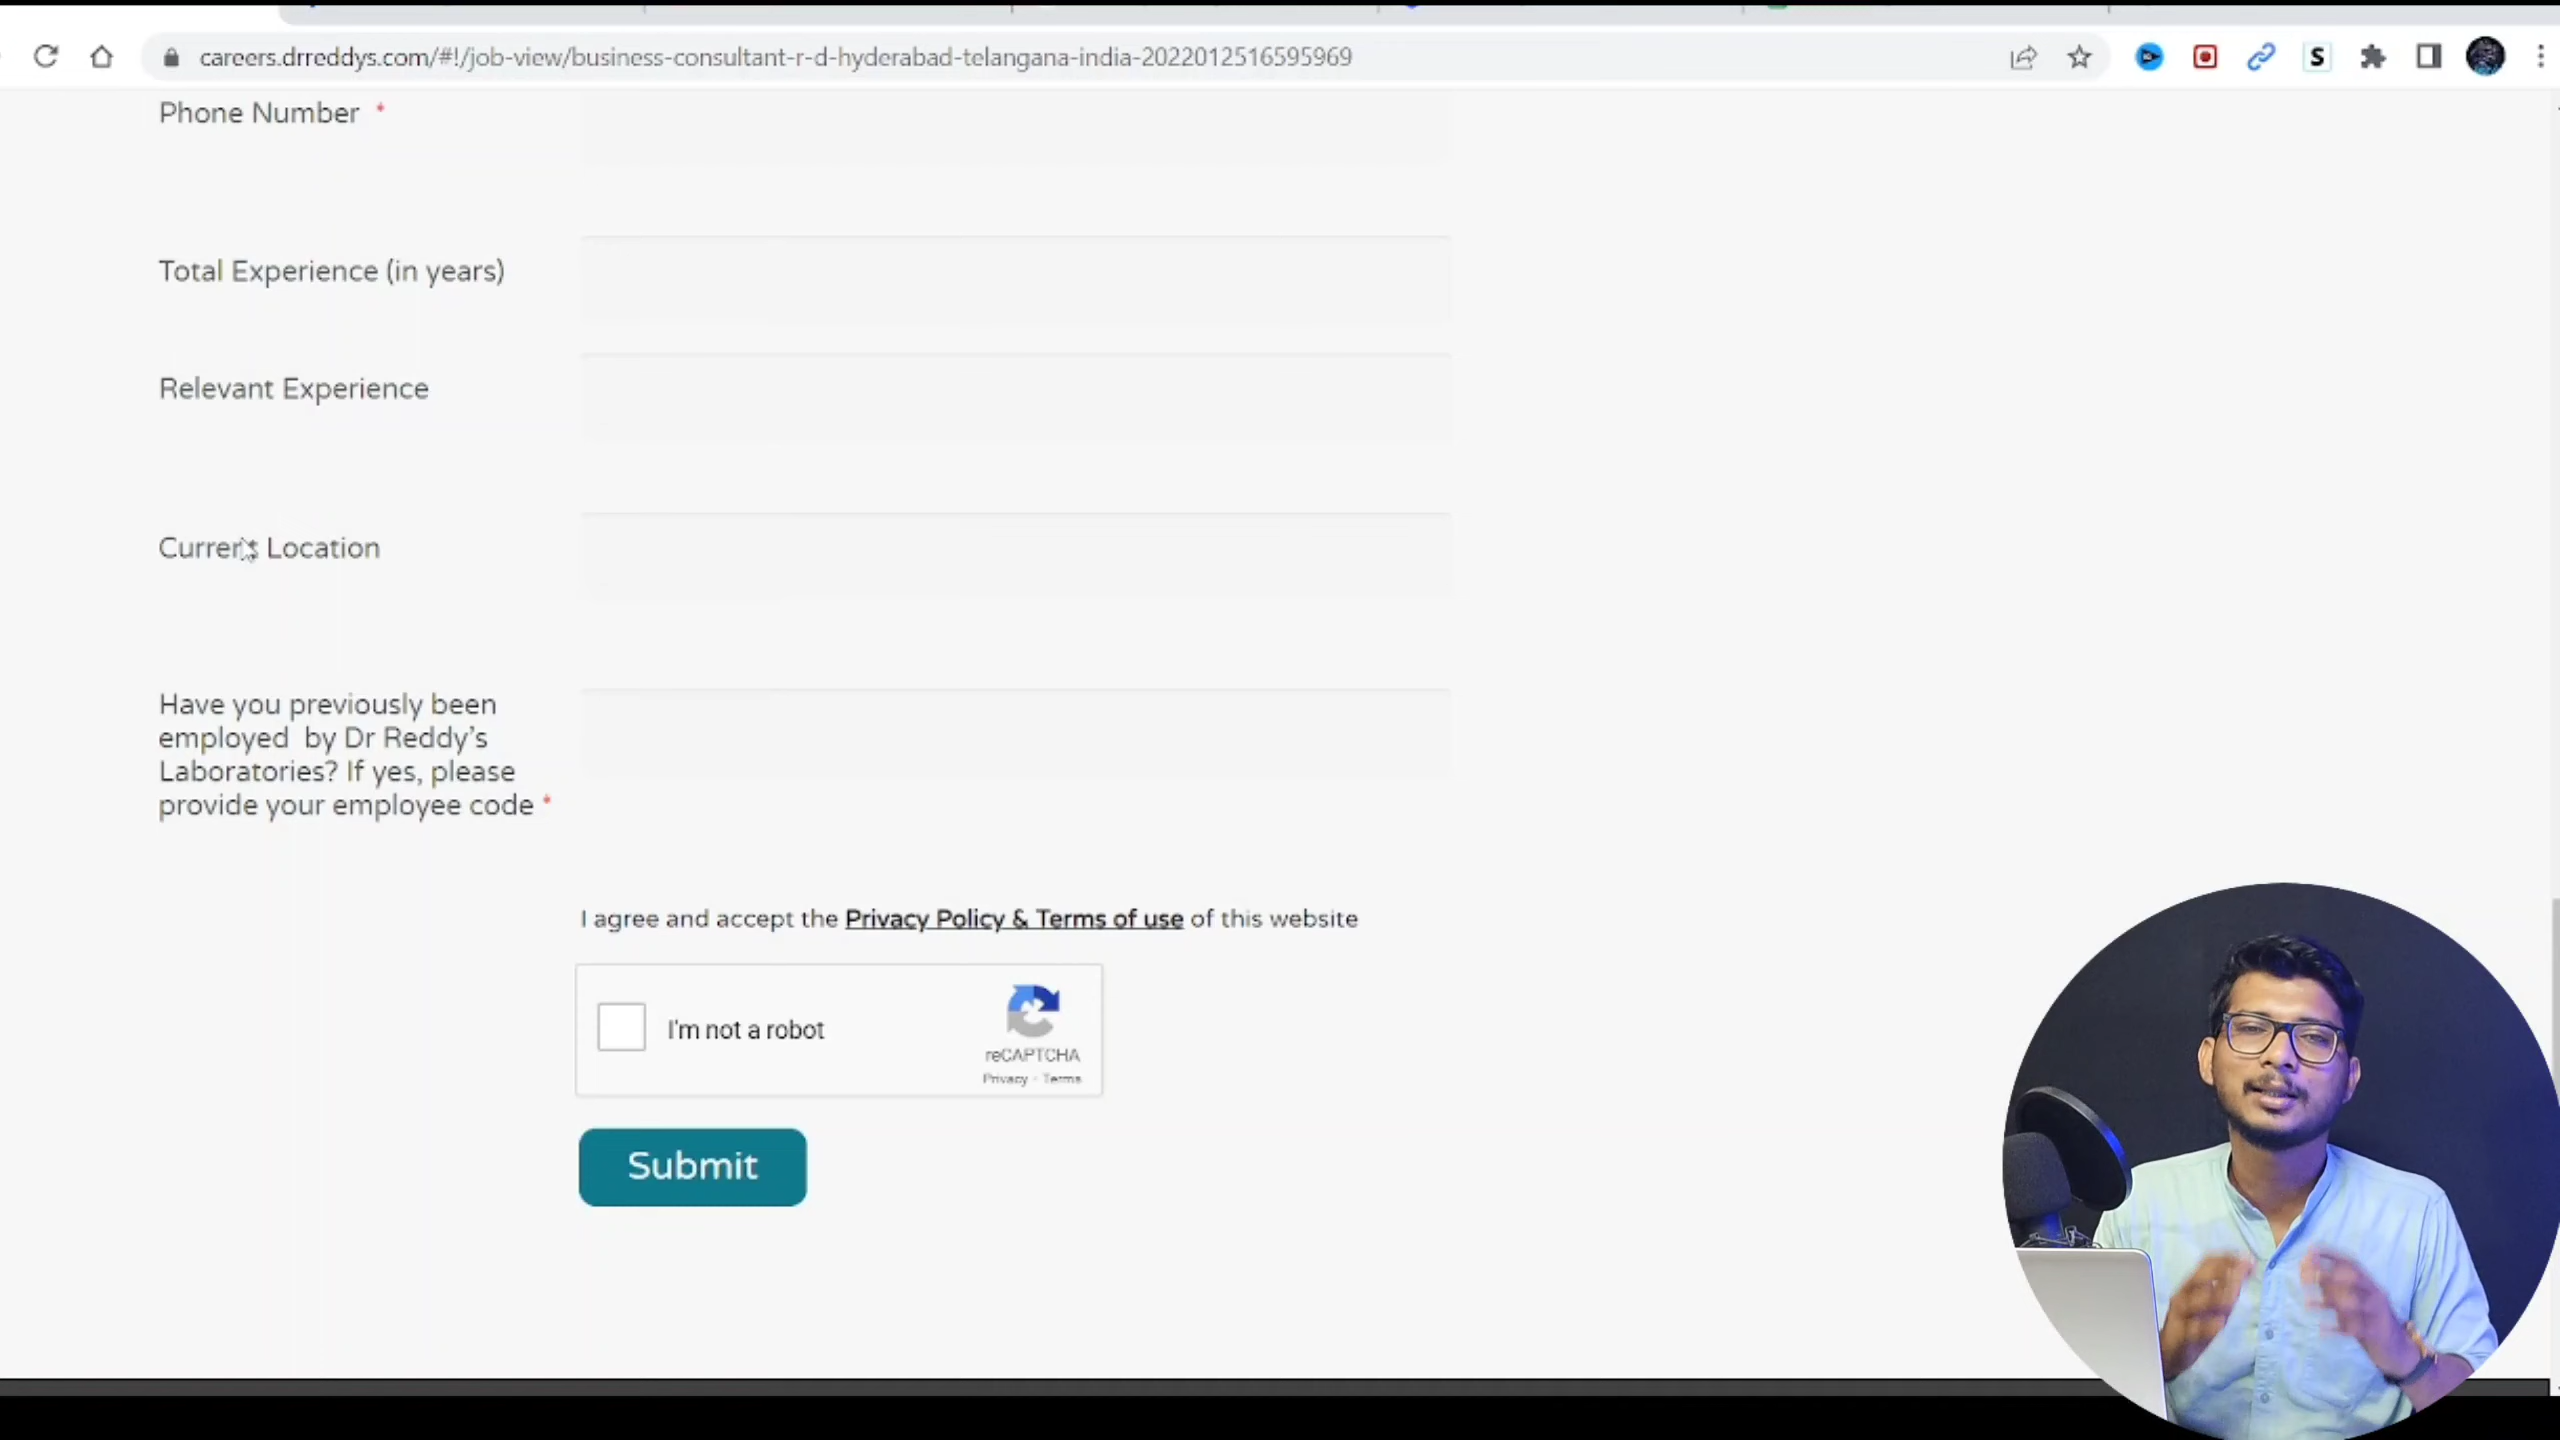 careers.drreddys.com/#!/job-view/business-consultant-r-d-hyderabad-telangana-india-2022012516595969
S
Phone Number *
Total Experience (in years)
Relevant Experience
Current Location
Have you previously been
employed by Dr Reddy's
Laboratories? If yes, please
provide your employee code *
I agree and accept the Privacy Policy & Terms of use of this website
I'm not a robot
reCAPTCHA
Privacy - Terms
Submit